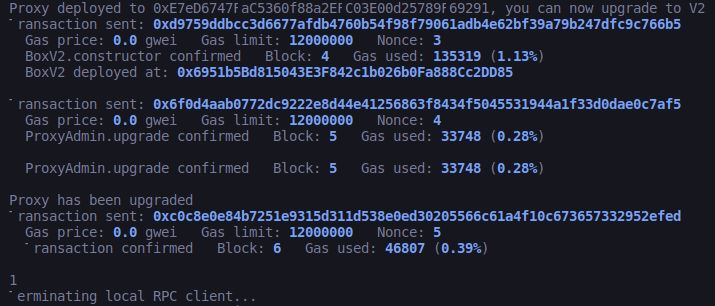 Proxy deployed to 0xE7eD6747FaC5360f88a2EFC03E00d25789F69291, you can now upgrade to V2
Transaction sent: 0xd9759ddbcc3d6677afdb4760b54f98f79061adb4e62bf39a79b247dfc9c766b5
Gas price: 0.0 gwei Gas limit: 12000000 Nonce: 3
BoxV2.constructor confirmed Block: 4 Gas used: 135319 (1.13%)
BoxV2 deployed at: 0x6951b5Bd815043E3F842c1b026b0Fa888Cc2DD85
Transaction sent: 0x6f0d4aab0772dc9222e8d44e41256863f8434f5045531944a1f33d0dae0c7af5
Gas price: 0.0 gwei Gas limit: 12000000 Nonce: 4
ProxyAdmin.upgrade confirmed Block: 5 Gas used: 33748 (0.28%)
ProxyAdmin.upgrade confirmed Block: 5 Gas used: 33748 (0.28%)
Proxy has been upgraded
Transaction sent: 0xc0c8e0e84b7251e9315d311d538e0ed30205566c61a4f10c673657332952efed
Gas price: 0.0 gwei Gas limit: 12000000 Nonce: 5
Transaction confirmed Block: 6 Gas used: 46807 (0.39%)
1
Terminating local RPC client...